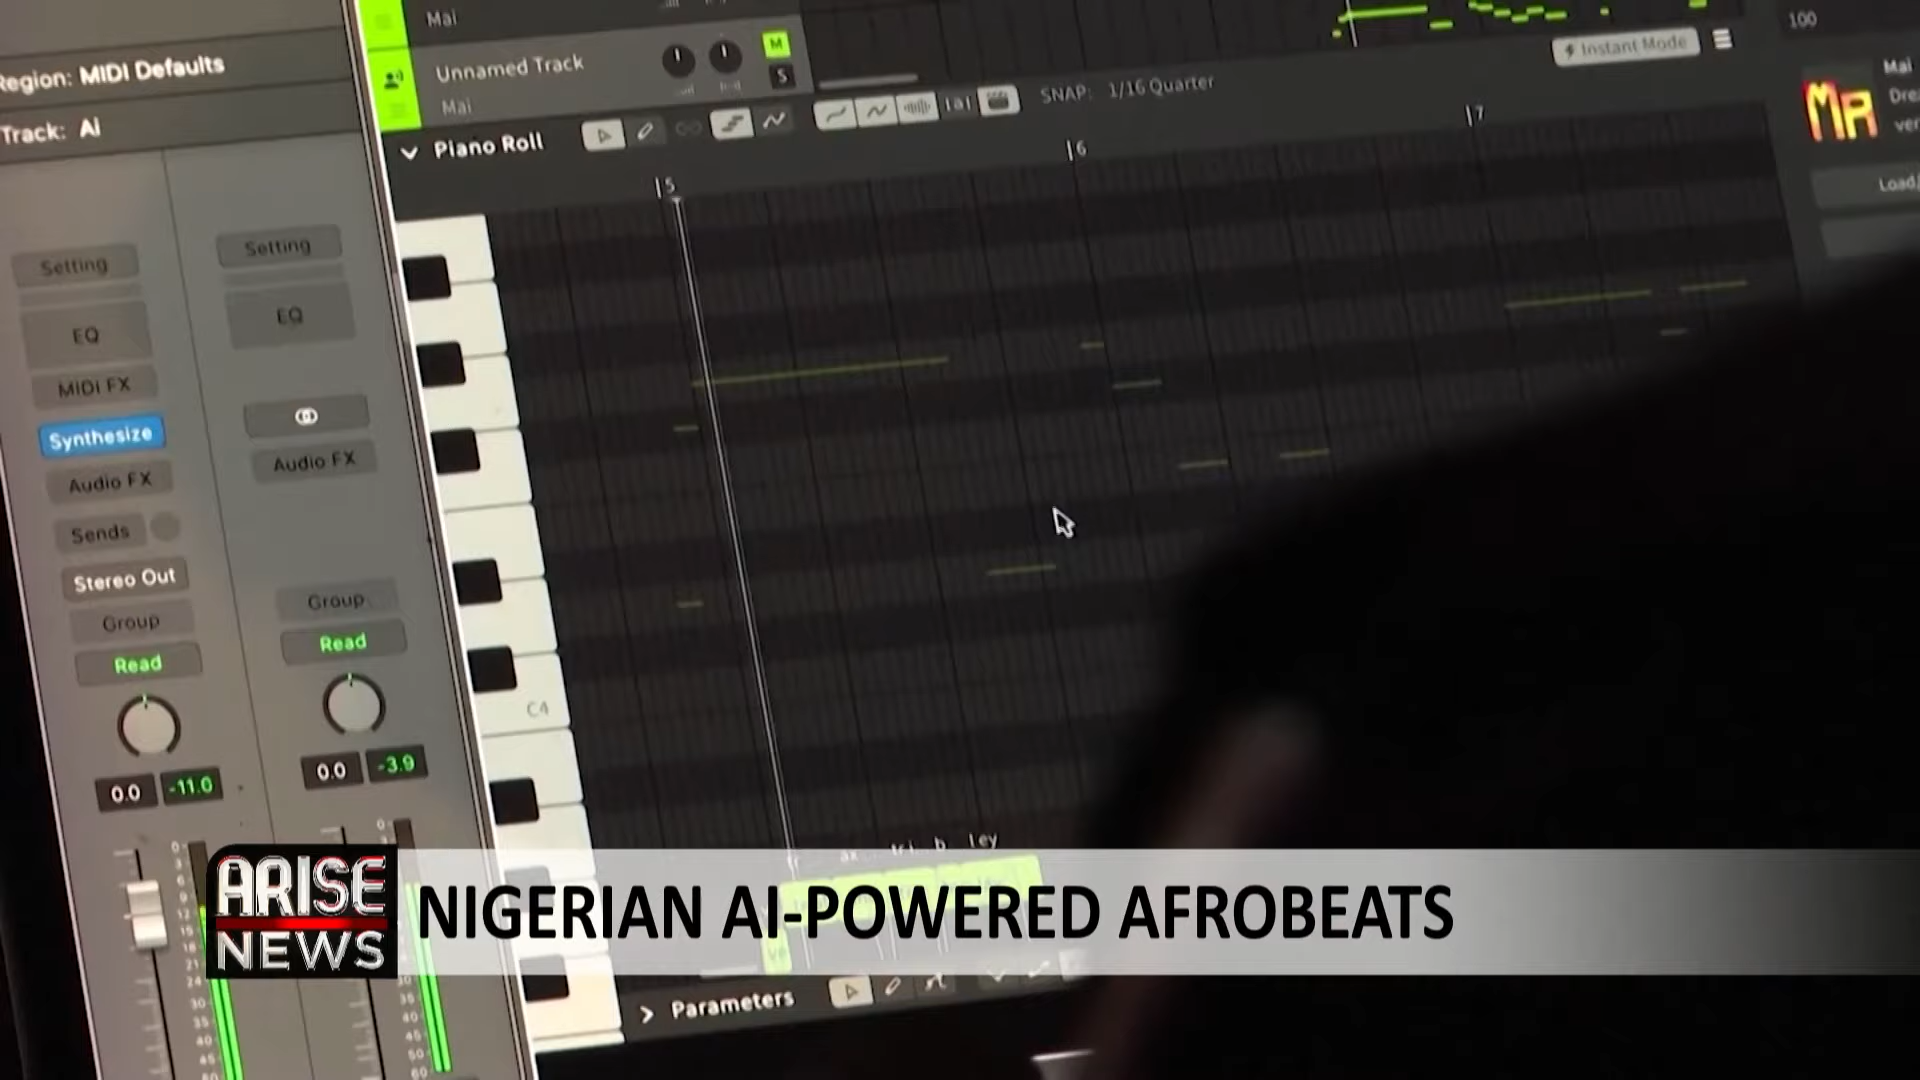 Region: MIDI Defaults
Track: Ai
Setting
EQ
MIDI FX
Synthesize
Audio FX
Sends
Stereo Out
Group
Read
0.0 -11.0
Setting
EQ
Audio FX
Group
Read
0.0 -3.9
Mai
Unnamed Track
M
S
Mai
Piano Roll
SNAP: 1/16 Quarter
Instant Mode
100
Mai
5
6
7
C4
ley
Parameters
ARISE
NEWS
NIGERIAN AI-POWERED AFROBEATS